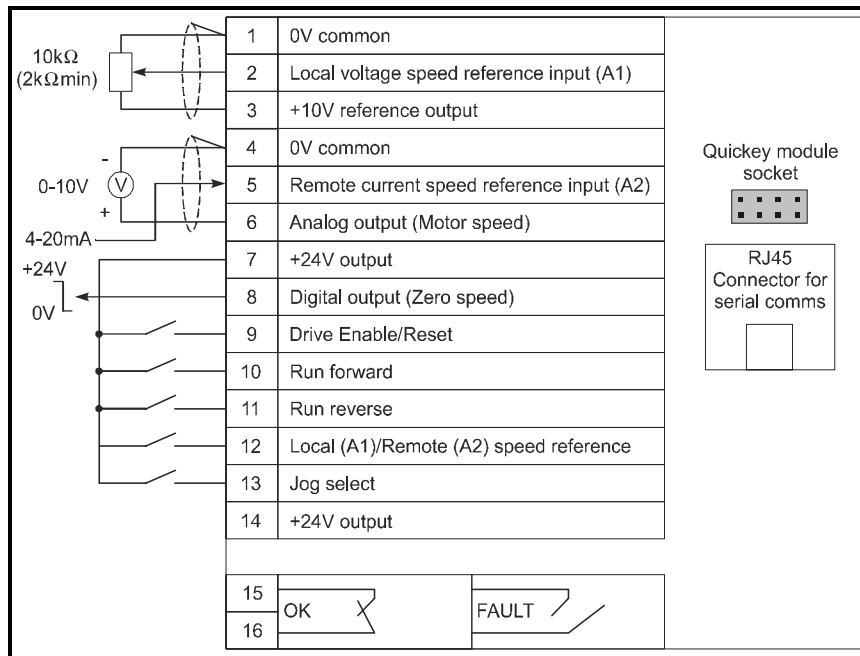 10kΩ
(2kΩmin)
1 0V common
2 Local voltage speed reference input (A1)
3 +10V reference output
-
0-10V
V
+
4-20mA
4 0V common
5 Remote current speed reference input (A2)
6 Analog output (Motor speed)
+24V
0V
7 +24V output
8 Digital output (Zero speed)
9 Drive Enable/Reset
10 Run forward
11 Run reverse
12 Local (A1)/Remote (A2) speed reference
13 Jog select
14 +24V output
15
16
OK
FAULT
Quickey module
socket
RJ45
Connector for
serial comms